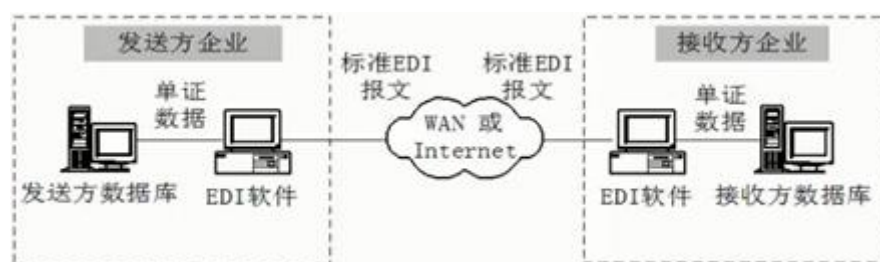 发送方企业
接收方企业
标准EDI
报文
标准EDI
报文
单证
数据
WAN 或
Internet
单证
数据
发送方数据库
EDI软件
EDI软件
接收方数据库